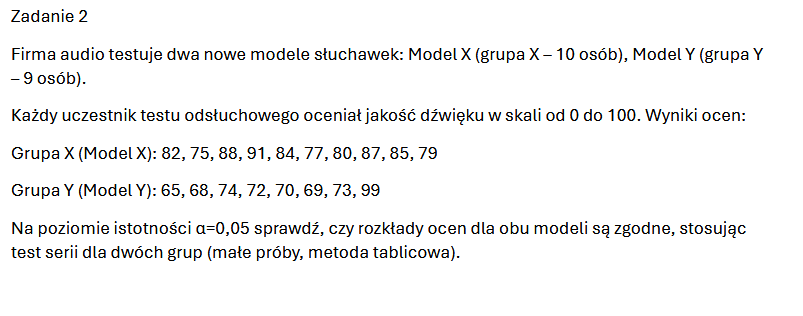 Zadanie 2
Firma audio testuje dwa nowe modele słuchawek: Model X (grupa X – 10 osób), Model Y (grupa Y
– 9 osób).
Każdy uczestnik testu odsłuchowego oceniał jakość dźwięku w skali od 0 do 100. Wyniki ocen:
Grupa X (Model X): 82, 75, 88, 91, 84, 77, 80, 87, 85, 79
Grupa Y (Model Y): 65, 68, 74, 72, 70, 69, 73, 99
Na poziomie istotności α=0,05 sprawdź, czy rozkłady ocen dla obu modeli są zgodne, stosując
test serii dla dwóch grup (małe próby, metoda tablicowa).